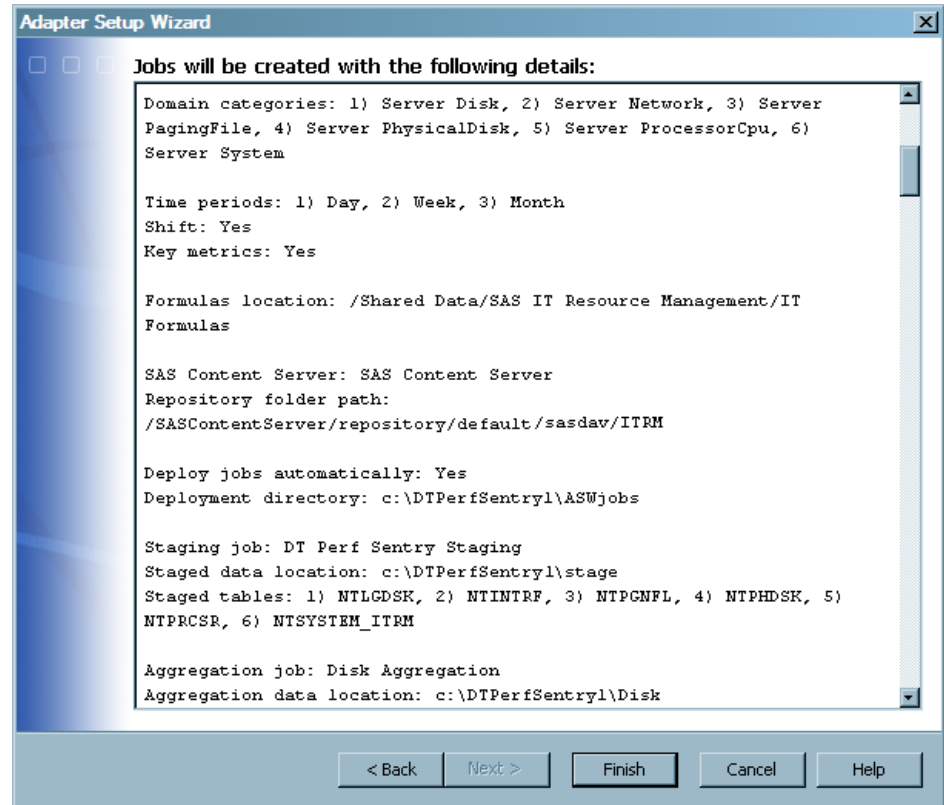 Adapter Setup Wizard
Jobs will be created with the following details:
Domain categories: 1) Server Disk, 2) Server Network, 3) Server
PagingFile, 4) Server PhysicalDisk, 5) Server ProcessorCpu, 6)
Server System
Time periods: 1) Day, 2) Week, 3) Month
Shift: Yes
Key metrics: Yes
Formulas location: /Shared Data/SAS IT Resource Management/IT
Formulas
SAS Content Server: SAS Content Server
Repository folder path:
/SASContentServer/repository/default/sasdav/ITRM
Deploy jobs automatically: Yes
Deployment directory: c:\DTPerfSentry1\ASWjobs
Staging job: DT Perf Sentry Staging
Staged data location: c:\DTPerfSentry1\stage
Staged tables: 1) NTLGDSK, 2) NTINTRF, 3) NTPGNFL, 4) NTPHDSK, 5)
NTPRCSR, 6) NTSYSTEM_ITRM
Aggregation job: Disk Aggregation
Aggregation data location: c:\DTPerfSentry1\Disk
< Back Next > Finish Cancel Help